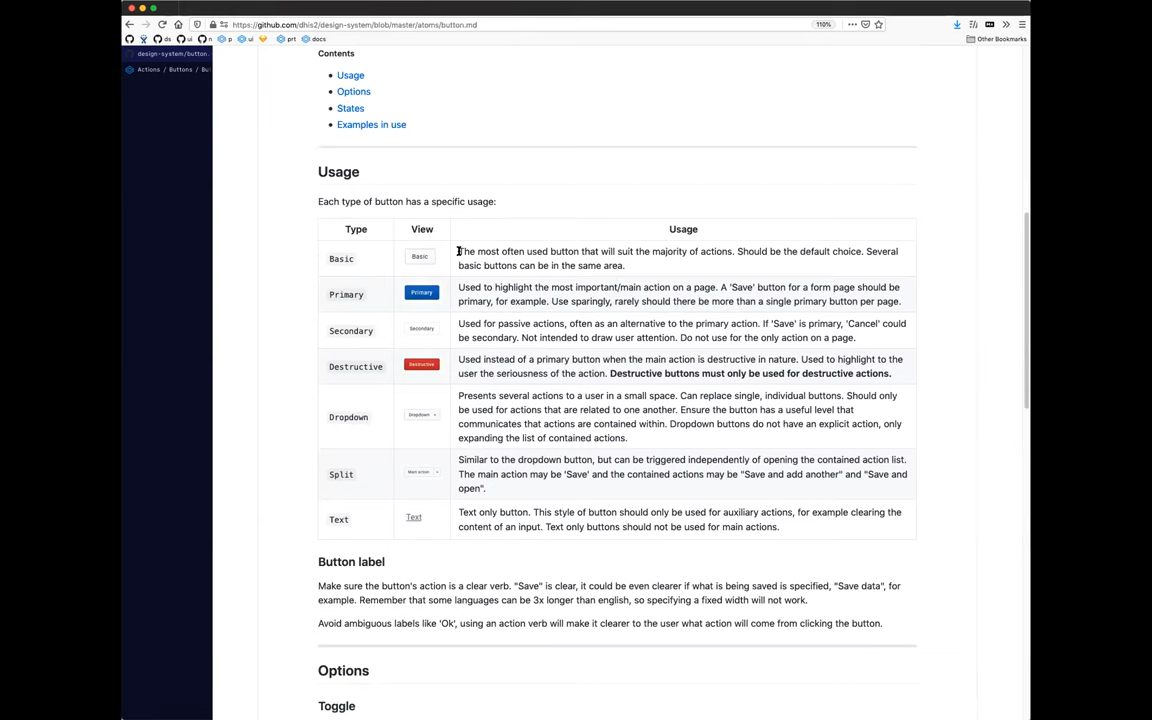 https://github.com/dhis2/design-system/blob/master/atoms/button.md
110%
ds
ui
n
p
ui
prt
docs
Other Bookmarks
design-system/button.
Actions / Buttons / Bu
Contents
Usage
Options
States
Examples in use
Usage
Each type of button has a specific usage:
Type View Usage
Basic Basic The most often used button that will suit the majority of actions. Should be the default choice. Several
basic buttons can be in the same area.
Primary Primary Used to highlight the most important/main action on a page. A 'Save' button for a form page should be
primary, for example. Use sparingly, rarely should there be more than a single primary button per page.
Secondary Secondary Used for passive actions, often as an alternative to the primary action. If 'Save' is primary, 'Cancel' could
be secondary. Not intended to draw user attention. Do not use for the only action on a page.
Destructive Destructive Used instead of a primary button when the main action is destructive in nature. Used to highlight to the
user the seriousness of the action. Destructive buttons must only be used for destructive actions.
Dropdown Dropdown Presents several actions to a user in a small space. Can replace single, individual buttons. Should only
be used for actions that are related to one another. Ensure the button has a useful level that
communicates that actions are contained within. Dropdown buttons do not have an explicit action, only
expanding the list of contained actions.
Split Main action Similar to the dropdown button, but can be triggered independently of opening the contained action list.
The main action may be 'Save' and the contained actions may be "Save and add another" and "Save and
open".
Text Text Text only button. This style of button should only be used for auxiliary actions, for example clearing the
content of an input. Text only buttons should not be used for main actions.
Button label
Make sure the button's action is a clear verb. "Save" is clear, it could be even clearer if what is being saved is specified, "Save data", for
example. Remember that some languages can be 3x longer than english, so specifying a fixed width will not work.
Avoid ambiguous labels like 'Ok', using an action verb will make it clearer to the user what action will come from clicking the button.
Options
Toggle